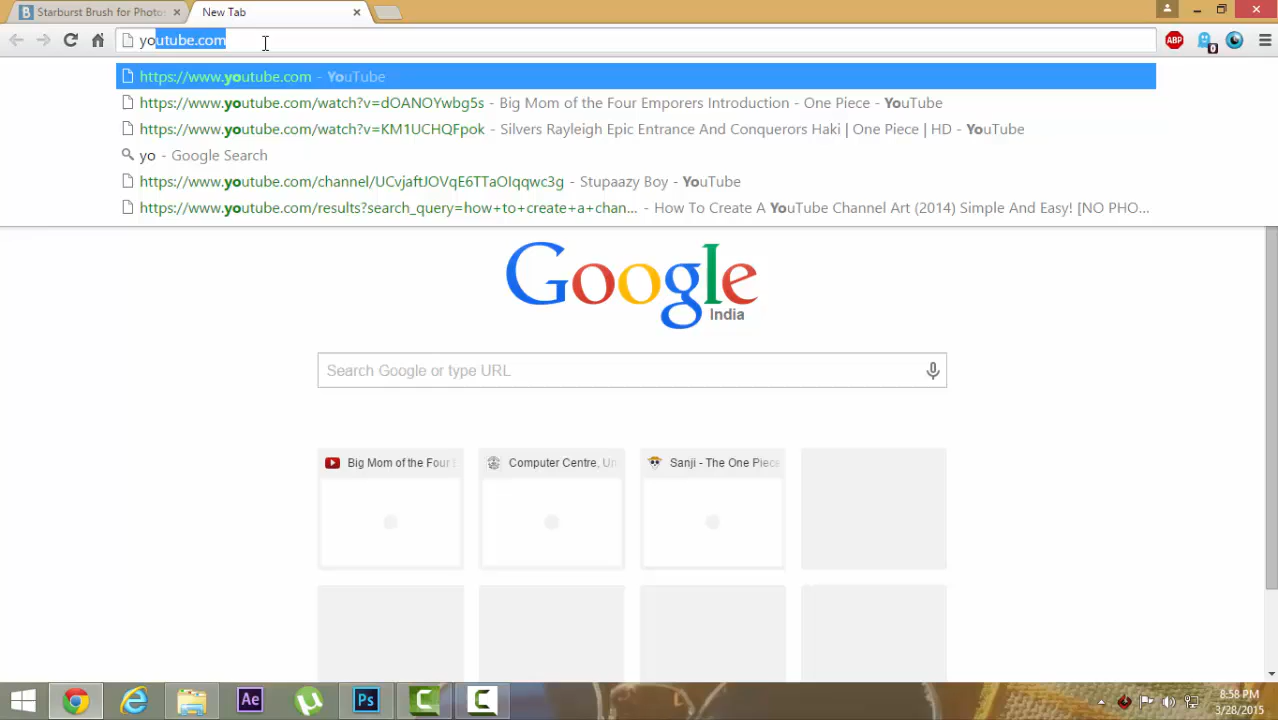 Starburst Brush for Photos
New Tab
youtube.com
ABP
0
https://www.youtube.com - YouTube
https://www.youtube.com/watch?v=dOANOYwbg5s - Big Mom of the Four Emporers Introduction - One Piece - YouTube
https://www.youtube.com/watch?v=KM1UCHQFpok - Silvers Rayleigh Epic Entrance And Conquerors Haki | One Piece | HD - YouTube
yo - Google Search
https://www.youtube.com/channel/UCvjaftJOVqE6TTaOlqqwc3g - Stupaazy Boy - YouTube
https://www.youtube.com/results?search_query=how+to+create+a+chan... - How To Create A YouTube Channel Art (2014) Simple And Easy! [NO PHO...
Google
India
Search Google or type URL
Big Mom of the Four E
Computer Centre, Un
Sanji - The One Piece
Ae
Ps
8:58 PM
3/28/2015